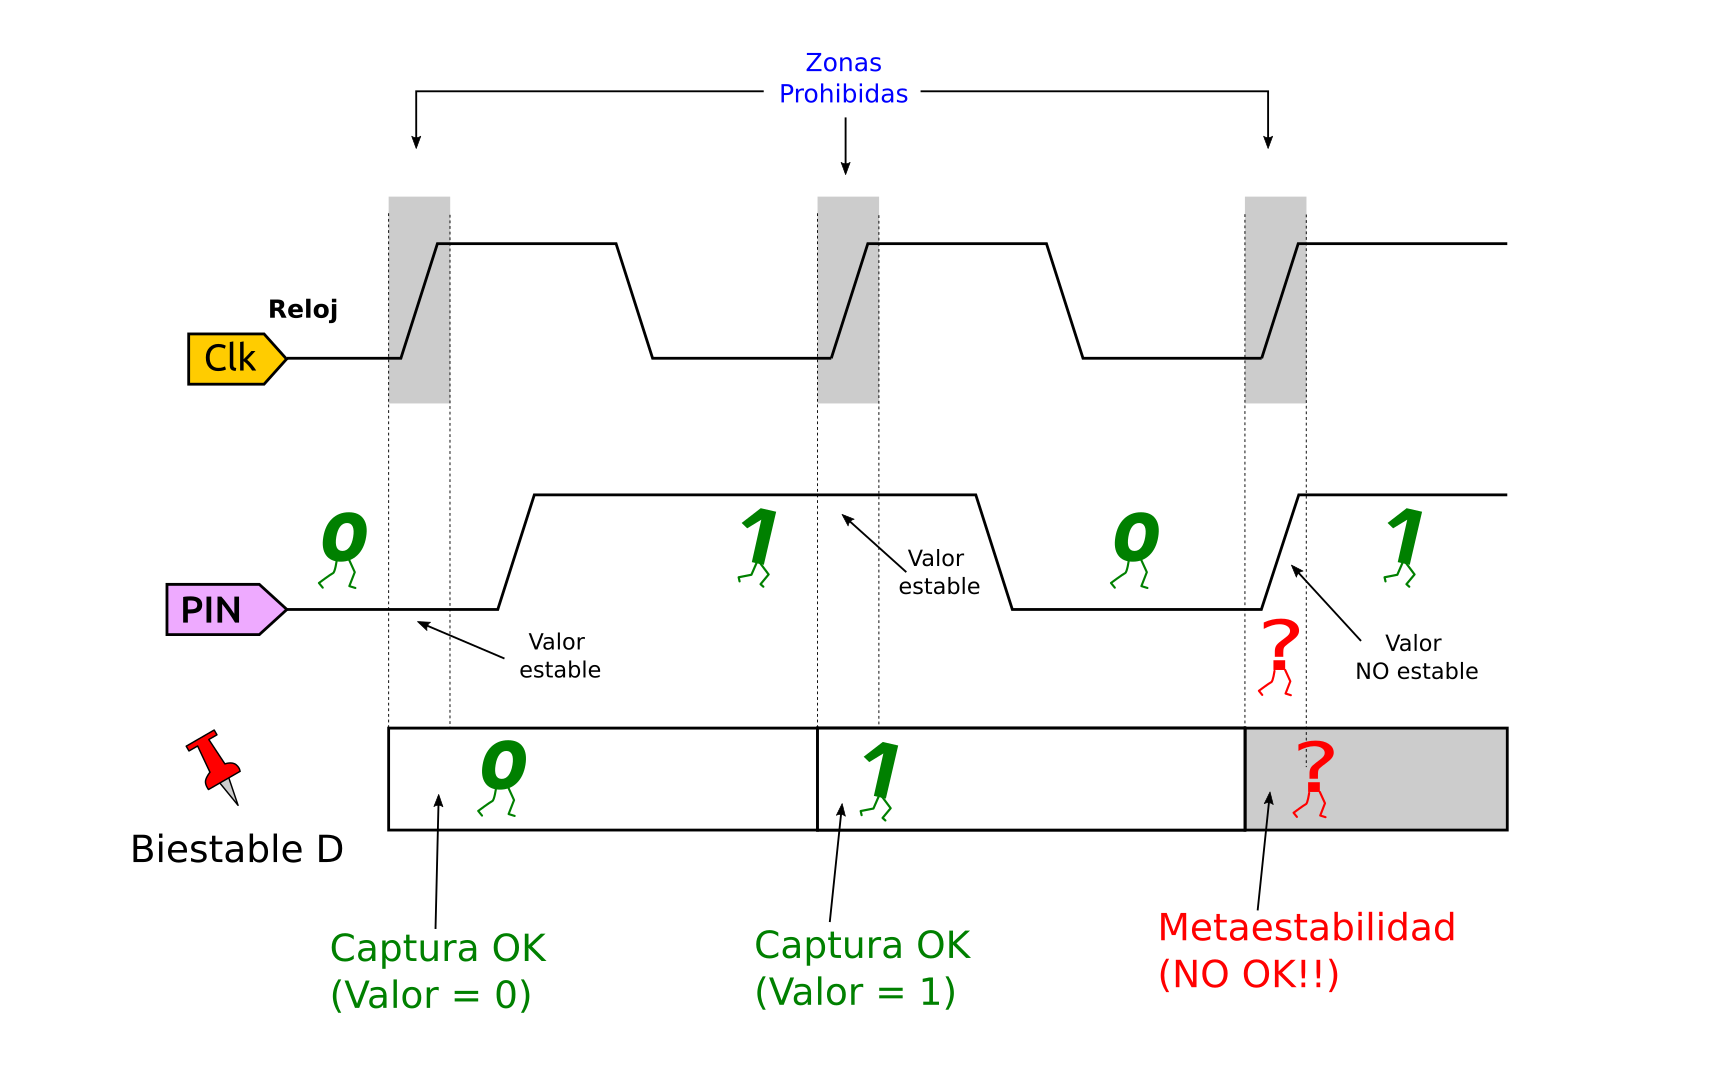 Zonas
Prohibidas
Reloj
Clk
0
1
0
1
Valor
estable
PIN
Valor
estable
?
Valor
NO estable
0
1
?
Biestable D
Captura OK
(Valor = 0)
Captura OK
(Valor = 1)
Metaestabilidad
(NO OK!!)